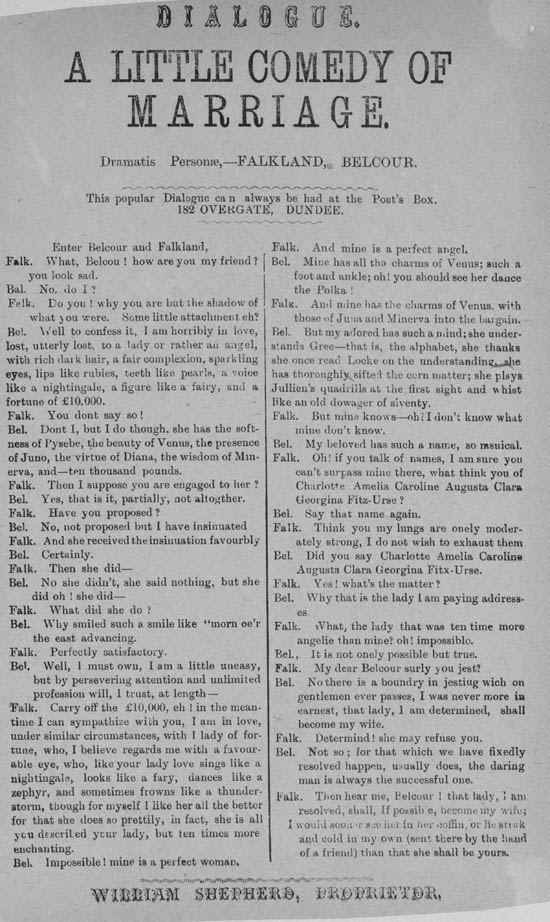 DIALOGUE.
A LITTLE COMEDY OF
MARRIAGE.
Dramatis Personæ,—FALKLAND, BELCOUR.
This popular Dialogue can always be had at the Poet's Box.
182 OVERGATE, DUNDEE.
Enter Belcour and Falkland,
Falk. What, Belcou ! how are you my friend?
you look sad.
Bal. No. do I ?
Felk. Do you ! why you are but the shadow of
what you were. Some little attachment eh?
Bel. Well to confess it, I am horribly in love,
lost, utterly lost, to a lady or rather an angel,
with rich dark hair, a fair complexion, sparkling
eyes, lips like rubies, teeth like pearls, a voice
like a nightingale, a figure like a fairy, and a
fortune of £10.000.
Falk. You dont say so !
Bel. Dont I, but I do though, she has the soft-
ness of Pysebe, the beauty of Venus, the presence
of Juno, the virtue of Diana, the wisdom of Min-
erva, and—ten thousand pounds.
Falk. Then I suppose you are engaged to her ?
Bel. Yes, that is it, partially, not altogther.
Falk. Have you proposed ?
Bel. No, not proposed but I have insinuated
Falk. And she received the insinuation favourbly
Bel. Certainly.
Falk. Then she did—
Bel. No she didn't, she said nothing, but she
did oh ! she did—
Falk. What did she do ?
Bel. Why smiled such a smile like "morn oe'r
the east advancing.
Falk. Perfectly satisfactory.
Bel. Well, I must own, I am a little uneasy,
but by persevering attention and unlimited
profession will, I trust, at length—
Falk. Carry off the £10,000, eh ! in the mean-
time I can sympathize with you, I am in love,
under similar circumstances, with I lady of for-
tune, who, I believe regards me with a favour-
able eye, who, like your lady love sings like a
nightingale, looks like a fairy, dances like a
zephyr, and sometimes frowns like a thunder-
storm, though for myself I like her all the better
for that she does so prettily, in fact, she is all
you described your lady, but ten times more
enchanting.
Bel. Impossible! mine is a perfect woman.
Falk. And mine is a perfect angel.
Bel. Mine has all the charms of Venus; such a
foot and ankle; oh! you should see her dance
the Polka !
Falk. And mine has the charms of Venus, with
those of Juna and Minerva into the bargain.
Bel. But my adored has such a mind; she under-
stands Gree—that is, the alphabet, she thanks
she once read Locke on the understanding, she
has thoroughly sifted the corn matter; she plays
Jullien's quadrills at the first sight and whist
like an old dowager of siventy.
Falk. But mine knows—oh! I don't know what
mine don't know.
Bel. My beloved has such a name, so msuical.
Falk. Oh! if you talk of names, I am sure you
can't surpass mine there, what think you of
Charlotte Amelia Caroline Augusta Clara
Georgina Fitz-Urse ?
Bel. Say that name again.
Falk. Think you my lungs are onely moder-
ately strong, I do not wish to exhaust them
Bel. Did you say Charlotte Amelia Caroline
Augusta Clara Georgina Fitx-Urse.
Falk. Yes! what's the matter ?
Bel. Why that is the lady I am paying address-
es.
Falk. What, the lady that was ten time more
angelie than mine? oh! impossiblc.
Bel., It is not onely possible but true.
Falk. My dear Belcour surly you jest?
Bel. No there is a boundry in jestiug wich on
gentlemen ever passes, I was never more in
earnest, that lady, I am determined, shall
become my wife.
Falk. Determind! she may refuse you.
Bel. Not so; for that which we have fixedly
resolved happen, usually does, the daring
man is always the successful one.
Falk. Then hear me, Belcour ! that lady, I am
resolved, shall, If possible, become my wife;
I would sooner see her in her coffin, or lie strak
and cold in my own (sent there by the hand
of a friend) than that she shall be yours.
WILLIAM SHEPHERD, PROPRIETOR,